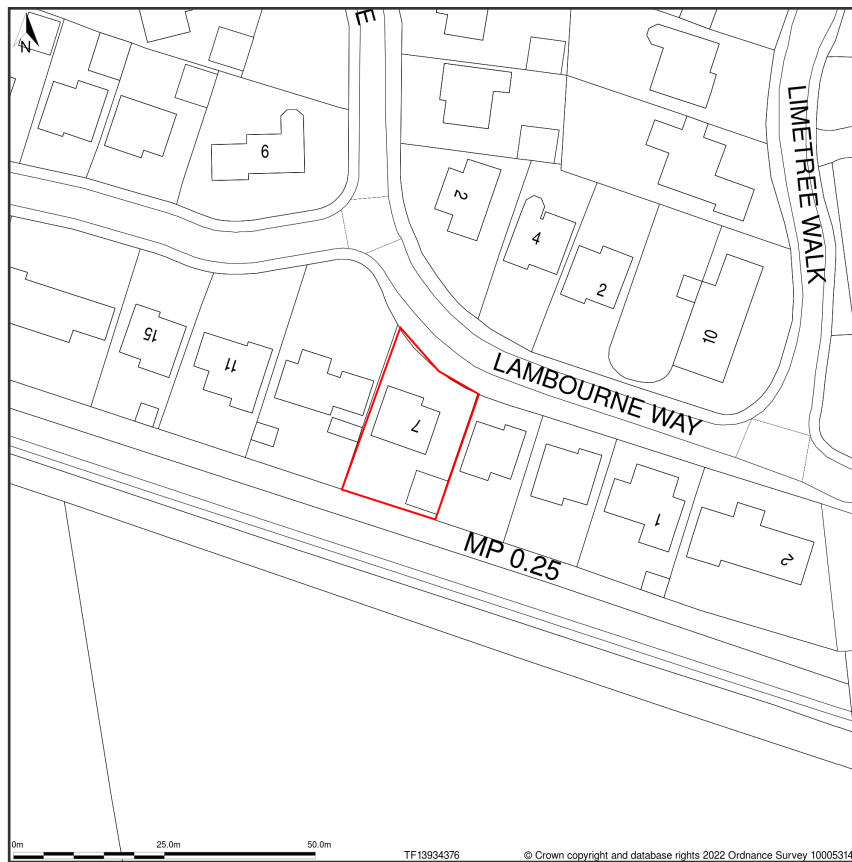 E
N
LIMETREE WALK
9
2
4
2
10
15
11
LAMBOURNE WAY
7
1
2
MP 0.25
0m
25.0m
50.0m
TF13934376
© Crown copyright and database rights 2022 Ordnance Survey 10005314